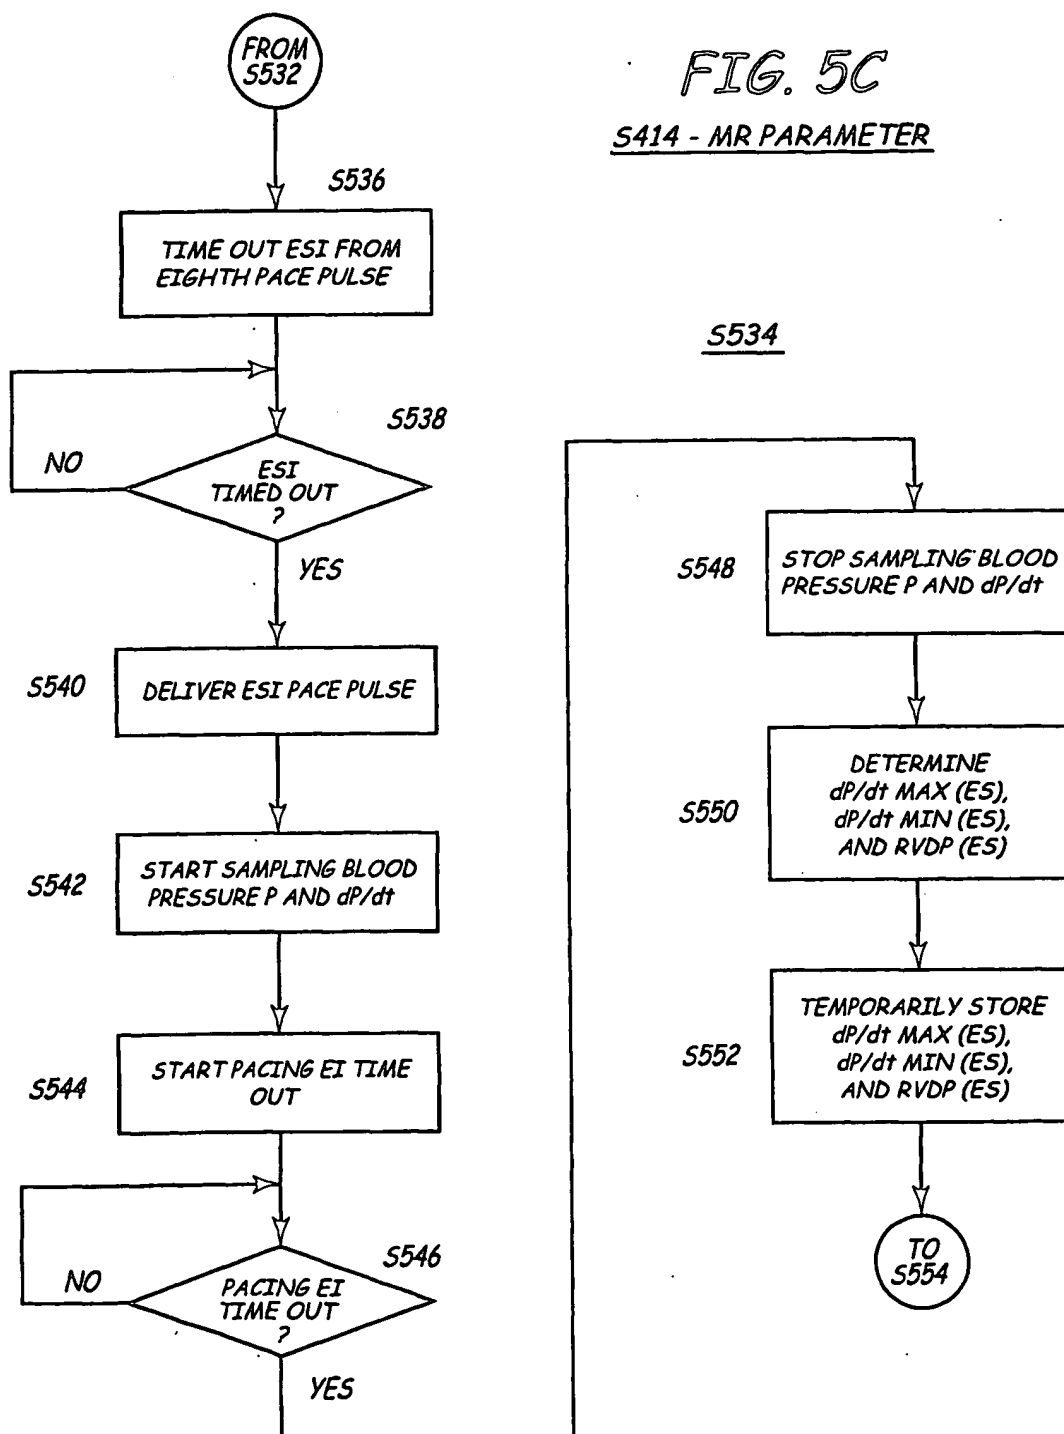 FROM
S532
FIG. 5C
S414 - MR PARAMETER
S536
TIME OUT ESI FROM
EIGHTH PACE PULSE
S534
S538
NO
ESI
TIMED OUT
?
YES
S540
DELIVER ESI PACE PULSE
S542
START SAMPLING BLOOD
PRESSURE P AND dP/dt
S544
START PACING EI TIME
OUT
S546
NO
PACING EI
TIME OUT
?
YES
S548
STOP SAMPLING BLOOD
PRESSURE P AND dP/dt
S550
DETERMINE
dP/dt MAX (ES),
dP/dt MIN (ES),
AND RVDP (ES)
S552
TEMPORARILY STORE
dP/dt MAX (ES),
dP/dt MIN (ES),
AND RVDP (ES)
TO
S554